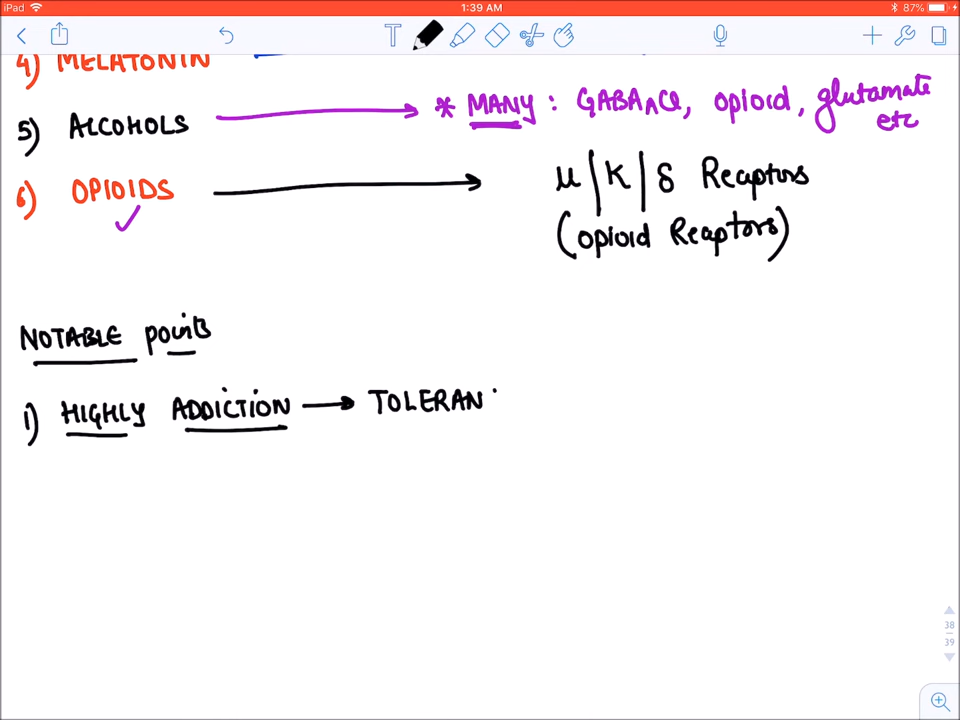 iPad 1:39 AM 87%
T
4) MELATONIN
5) ALCOHOLS * MANY : GABAACl, opioid, glutamate etc
6) OPIOIDS μ | K | δ Receptors
(opioid Receptors)
NOTABLE points
1) HIGHLY ADDICTION → TOLERAN
38
39